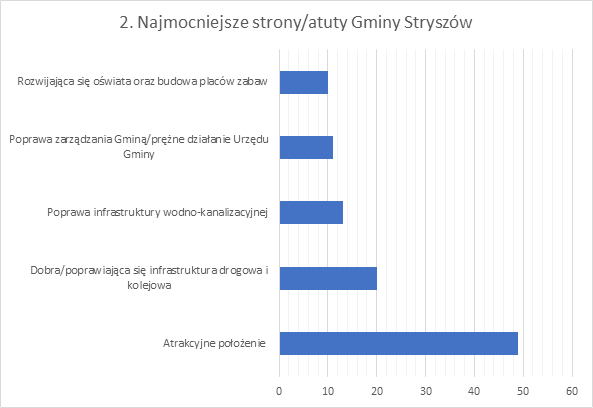 2. Najmocniejsze strony/atuty Gminy Stryszów
Rozwijająca się oświata oraz budowa placów zabaw
Poprawa zarządzania Gminą/prężne działanie Urzędu
Gminy
Poprawa infrastruktury wodno-kanalizacyjnej
Dobra/poprawiająca się infrastruktura drogowa i
kolejowa
Atrakcyjne położenie
0 10 20 30 40 50 60